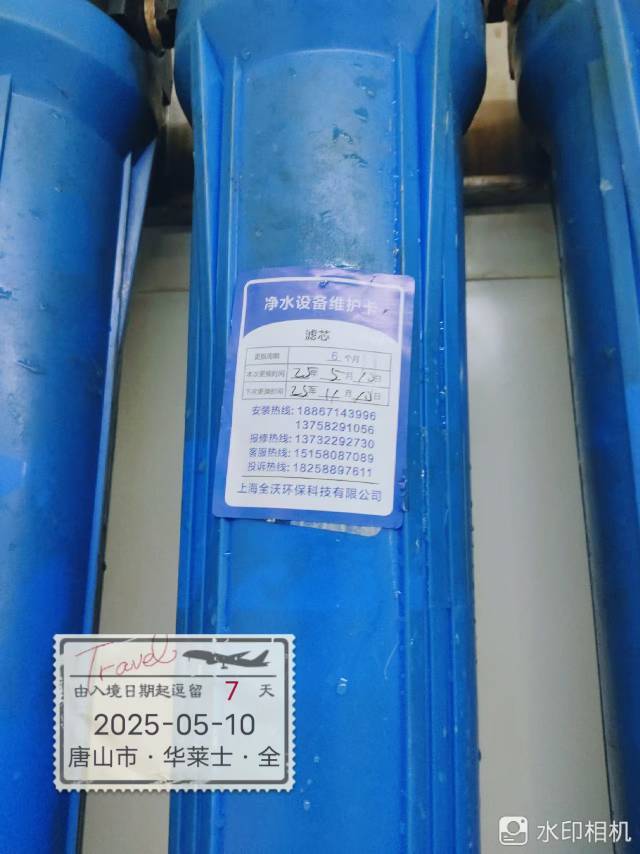 净水设备维护卡
滤芯
更换周期 6 个月
本次更换时间 25年 5月 10日
下次更换时间 25年 11月 10日
安装热线: 18867143996
13758291056
报修热线: 13732292730
客服热线: 15158087089
投诉热线: 18258897611
上海全沃环保科技有限公司
Travel
由入境日期起逗留 7 天
2025-05-10
唐山市·华莱士·全
水印相机